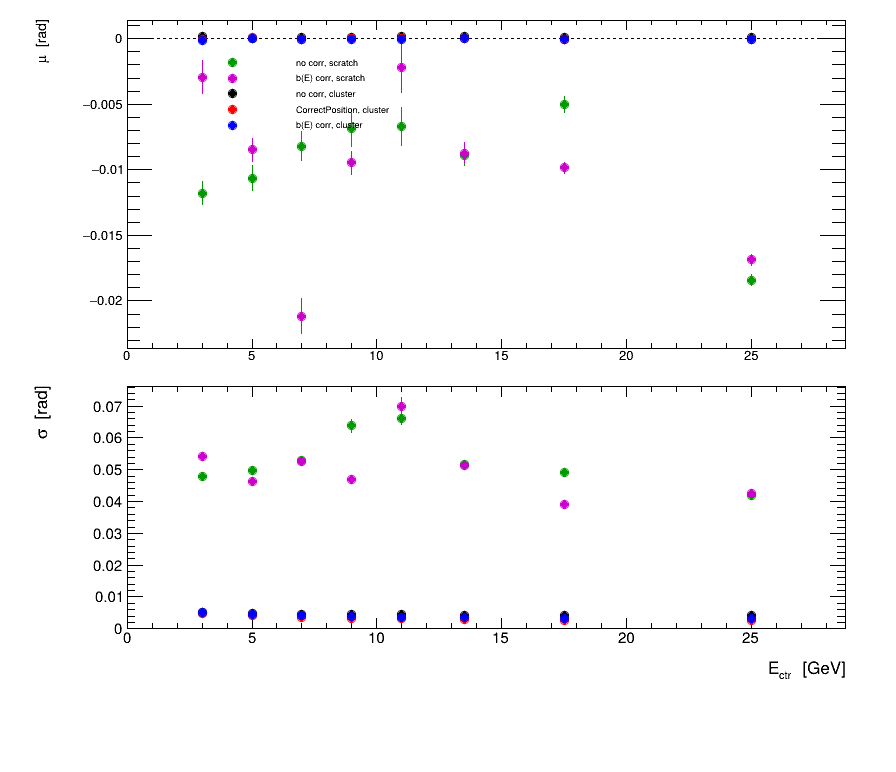 μ [rad]
0
−0.005
−0.01
−0.015
−0.02
no corr, scratch
b(E) corr, scratch
no corr, cluster
CorrectPosition, cluster
b(E) corr, cluster
0 5 10 15 20 25
σ [rad]
0.07
0.06
0.05
0.04
0.03
0.02
0.01
0
0 5 10 15 20 25
E_ctr [GeV]